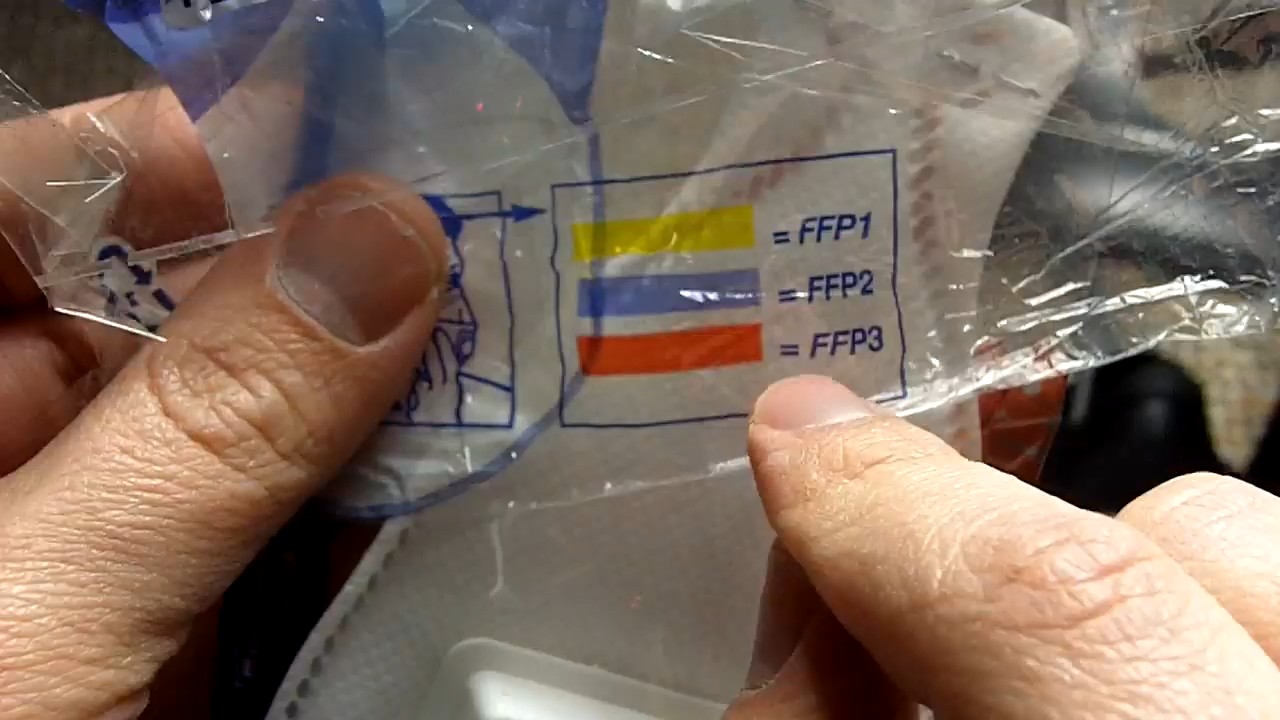 = FFP1
= FFP2
= FFP3